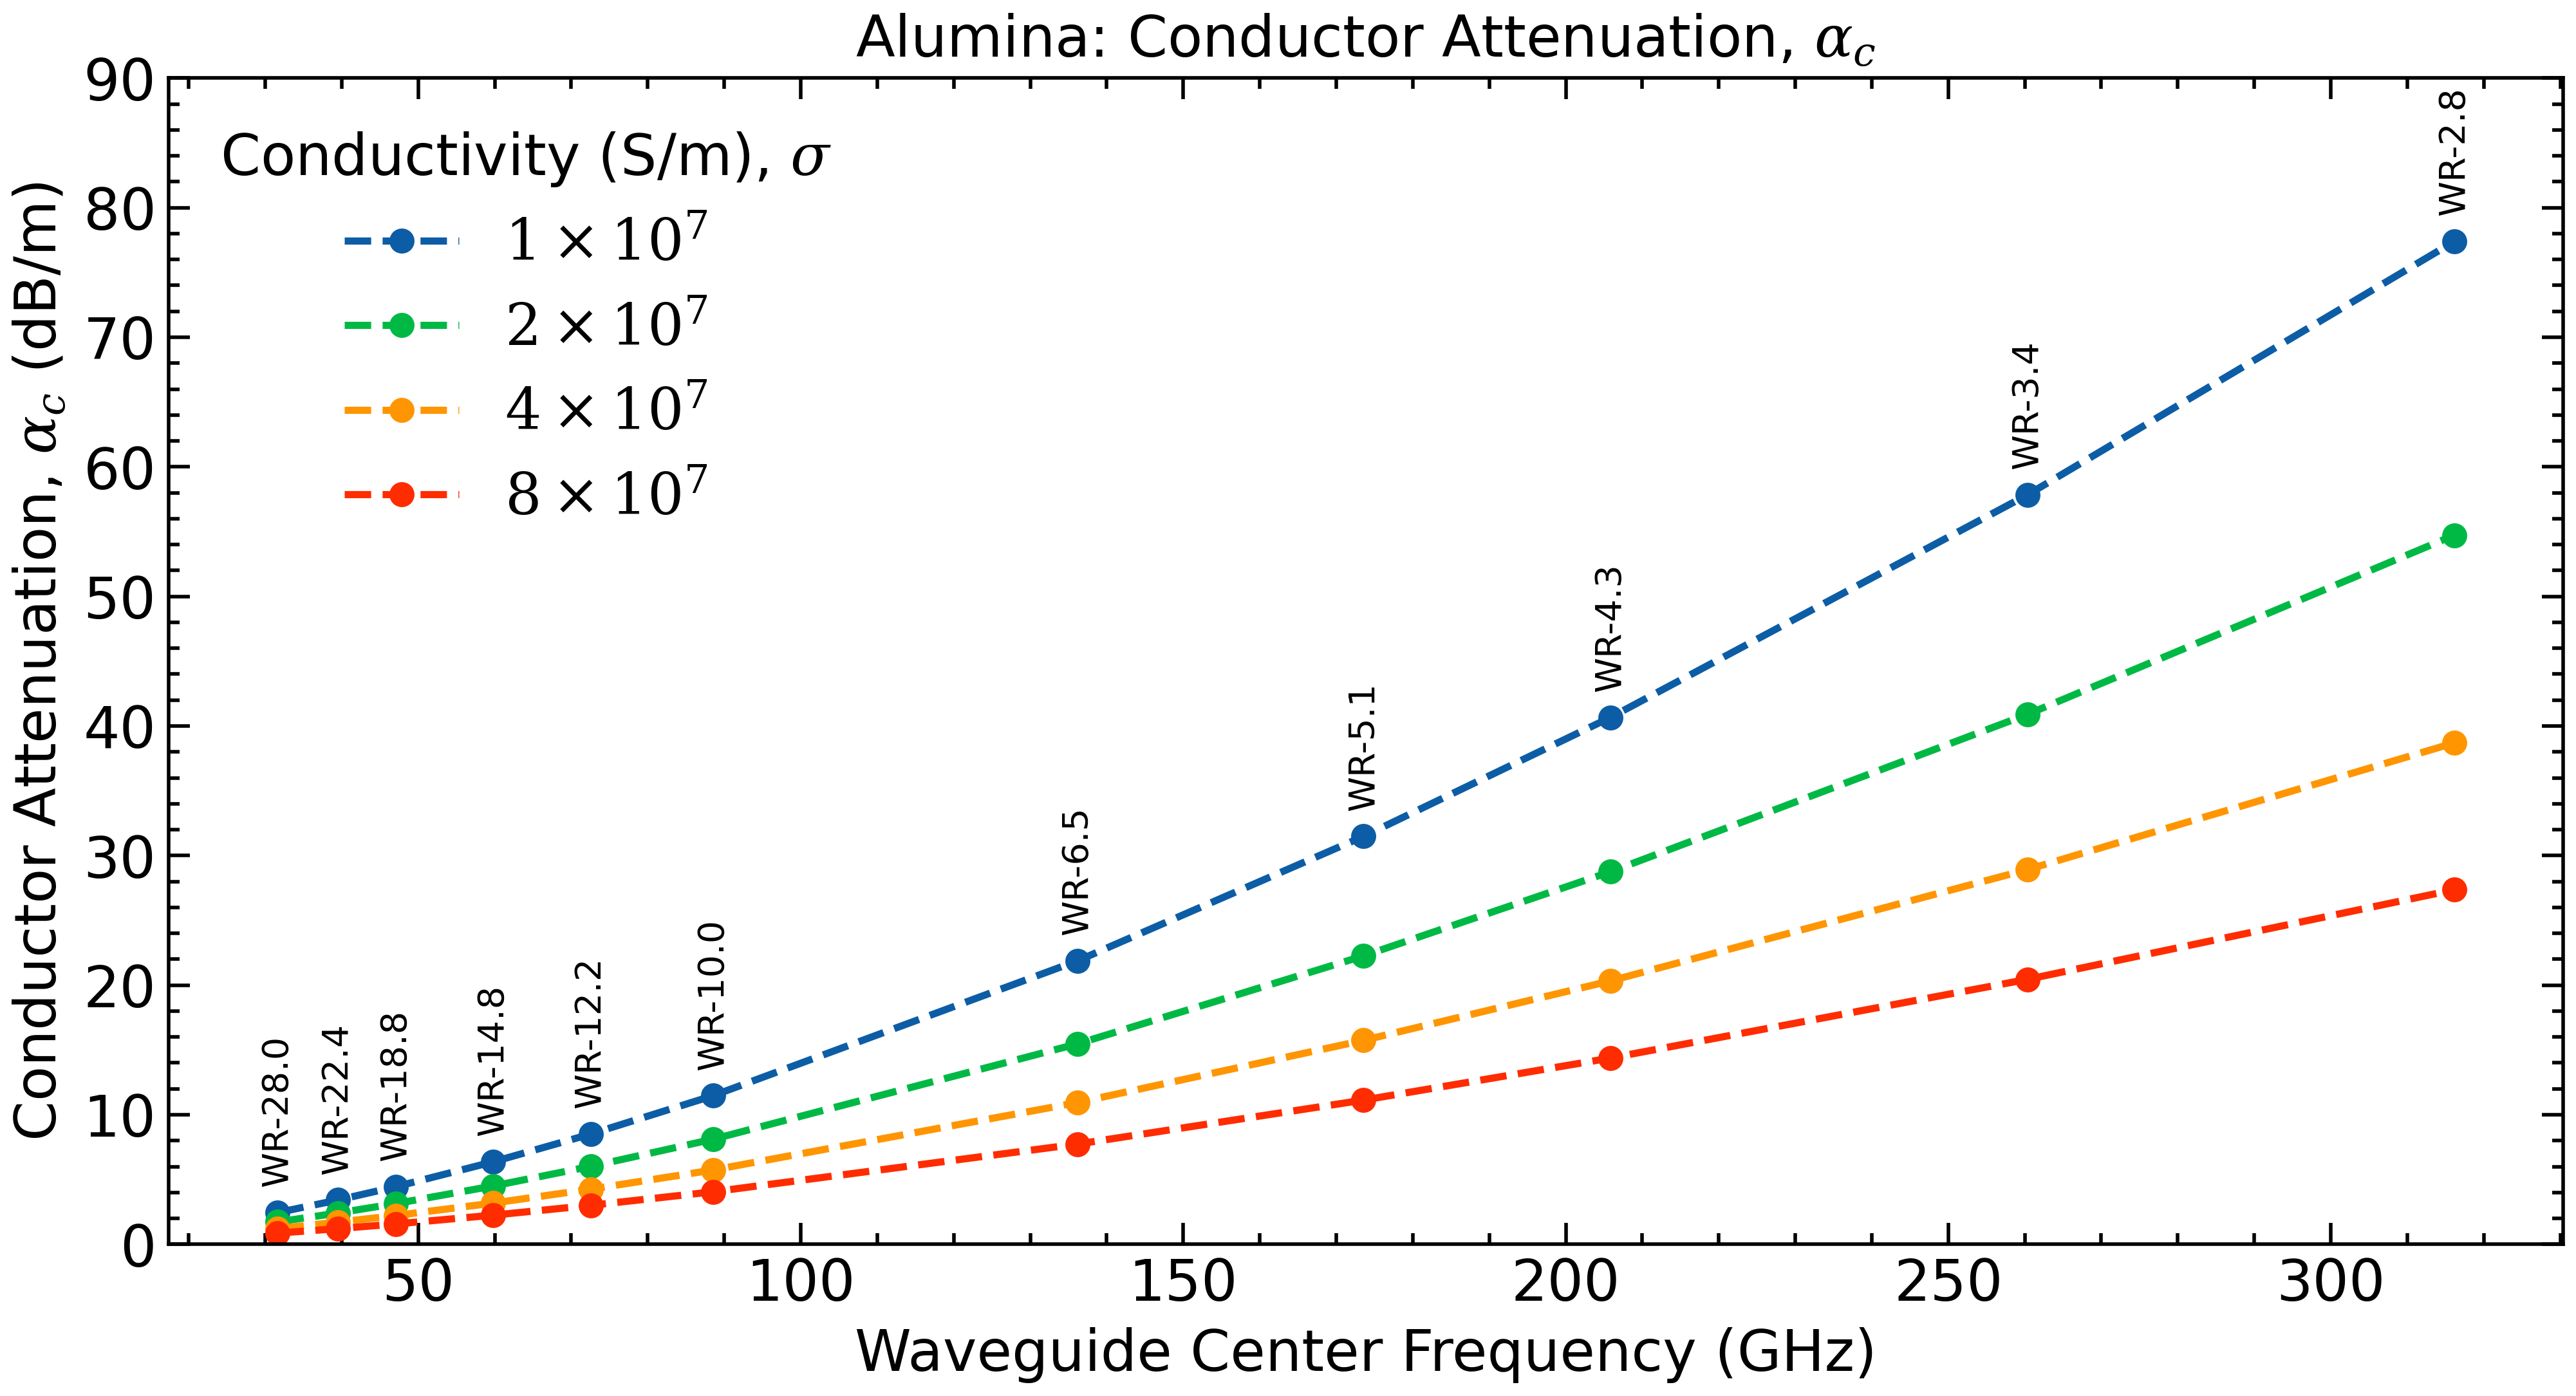 Alumina: Conductor Attenuation, α_c
Conductor Attenuation, α_c (dB/m)
90
80
70
60
50
40
30
20
10
0
Conductivity (S/m), σ
1 × 10⁷
2 × 10⁷
4 × 10⁷
8 × 10⁷
WR-28.0
WR-22.4
WR-18.8
WR-14.8
WR-12.2
WR-10.0
WR-6.5
WR-5.1
WR-4.3
WR-3.4
WR-2.8
50 100 150 200 250 300
Waveguide Center Frequency (GHz)